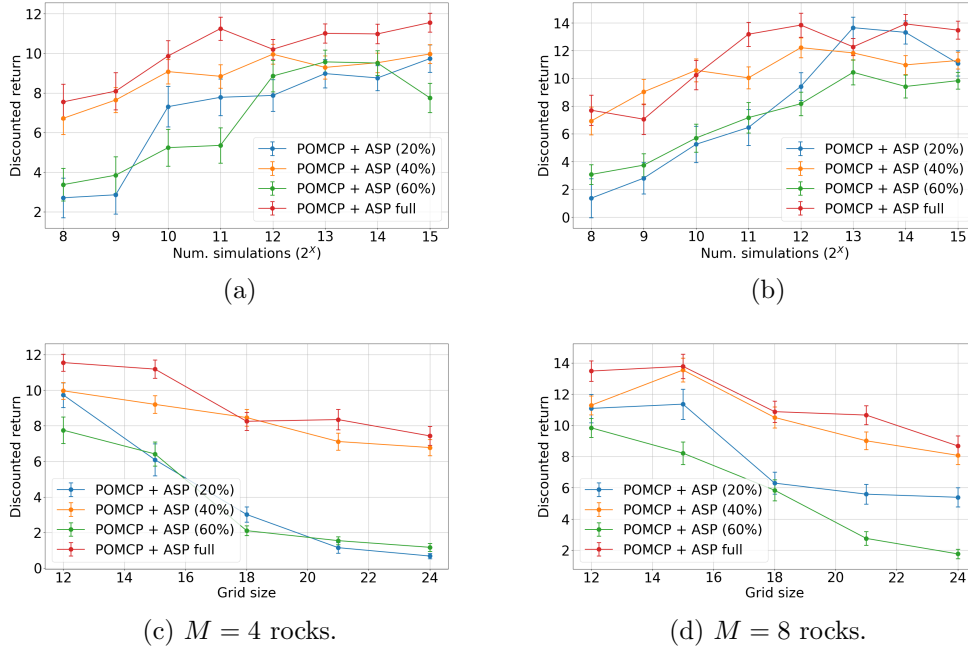 Discounted return
12
10
8
6
4
2
POMCP + ASP (20%)
POMCP + ASP (40%)
POMCP + ASP (60%)
POMCP + ASP full
8 9 10 11 12 13 14 15
Num. simulations (2^x)
(a)
Discounted return
14
12
10
8
6
4
2
0
POMCP + ASP (20%)
POMCP + ASP (40%)
POMCP + ASP (60%)
POMCP + ASP full
8 9 10 11 12 13 14 15
Num. simulations (2^x)
(b)
Discounted return
12
10
8
6
4
2
0
POMCP + ASP (20%)
POMCP + ASP (40%)
POMCP + ASP (60%)
POMCP + ASP full
12 14 16 18 20 22 24
Grid size
(c) M = 4 rocks.
Discounted return
14
12
10
8
6
4
2
POMCP + ASP (20%)
POMCP + ASP (40%)
POMCP + ASP (60%)
POMCP + ASP full
12 14 16 18 20 22 24
Grid size
(d) M = 8 rocks.